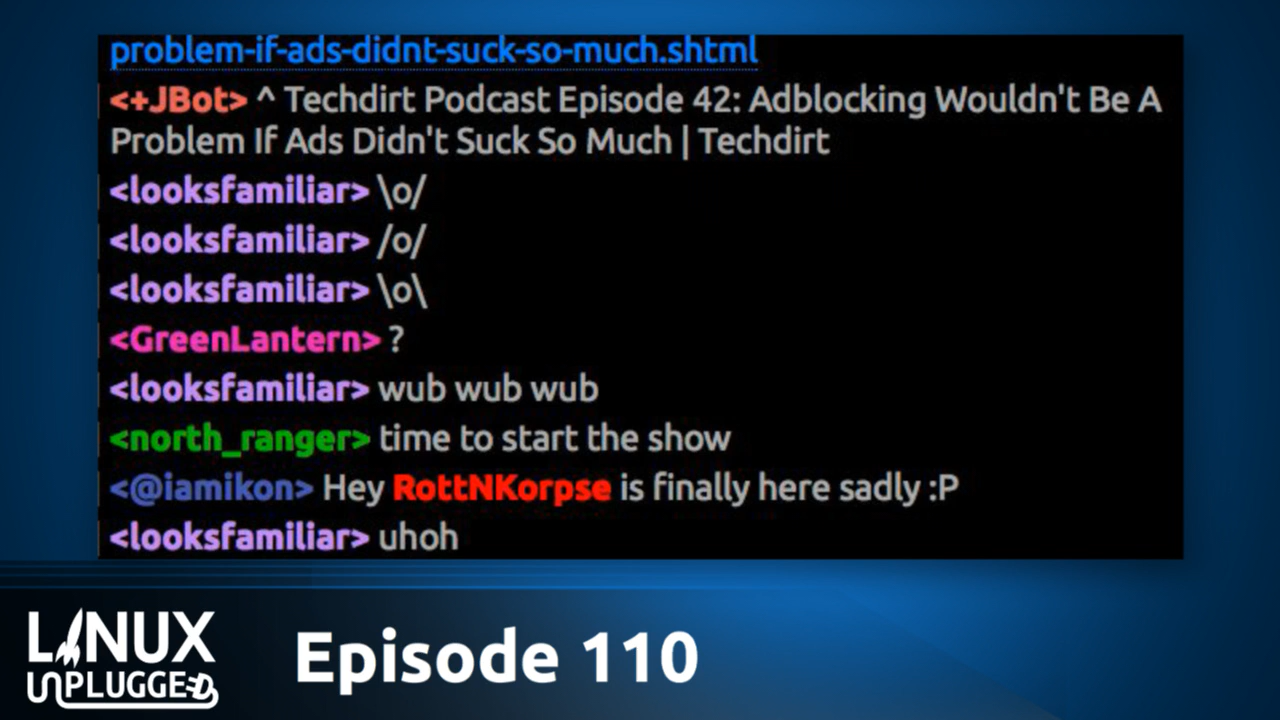 problem-if-ads-didnt-suck-so-much.shtml
<+JBot> ^ Techdirt Podcast Episode 42: Adblocking Wouldn't Be A
Problem If Ads Didn't Suck So Much | Techdirt
<looksfamiliar> \o/
<looksfamiliar> /o/
<looksfamiliar> \o\
<GreenLantern> ?
<looksfamiliar> wub wub wub
<north_ranger> time to start the show
<@iamikon> Hey RottNKorpse is finally here sadly :P
<looksfamiliar> uhoh
LINUX
UNPLUGGED
Episode 110